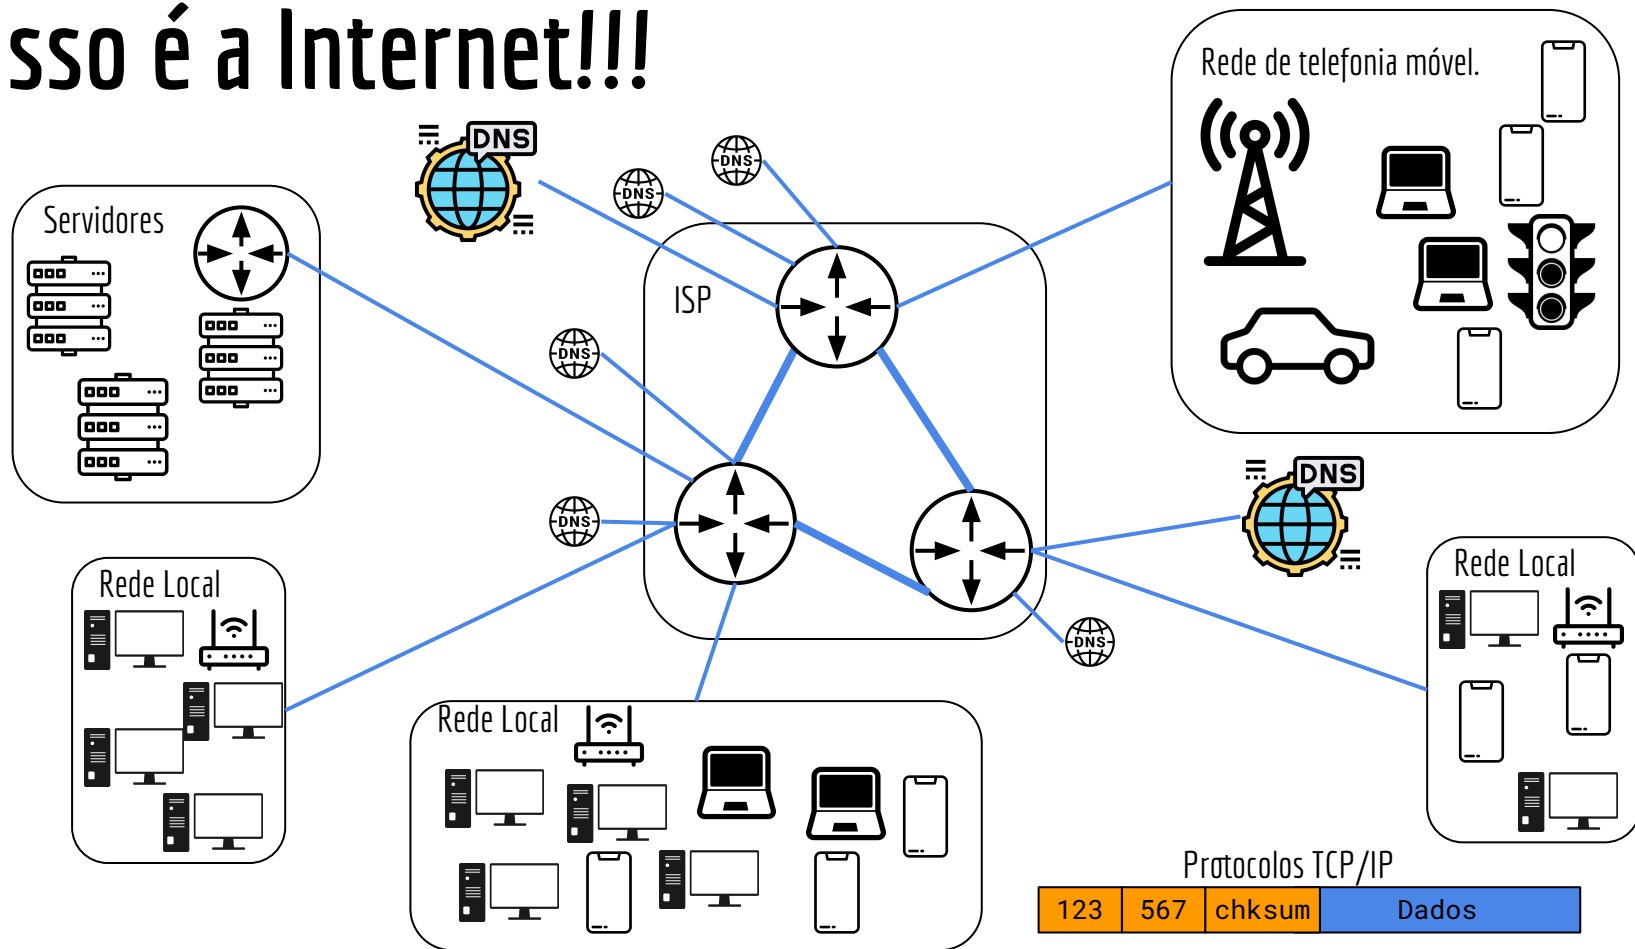 sso é a Internet!!!
Rede de telefonia móvel.
DNS
DNS
DNS
Servidores
ISP
DNS
DNS
DNS
DNS
Rede Local
Rede Local
Rede Local
Protocolos TCP/IP
123 567 chksum Dados